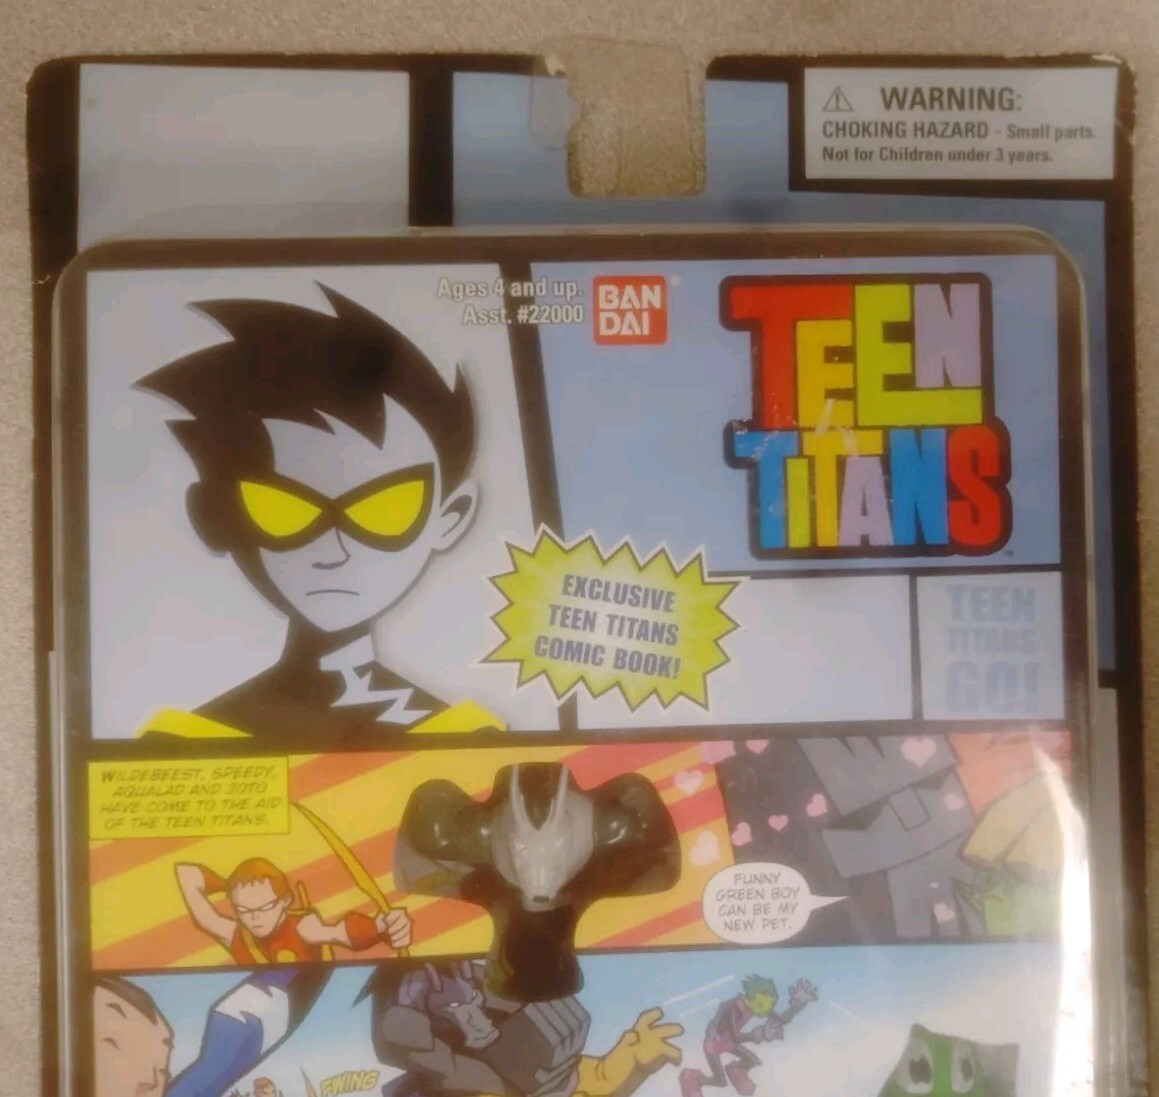 WARNING:
CHOKING HAZARD - Small parts.
Not for Children under 3 years.
Ages 4 and up.
Asst. #22000
BAN
DAI
TEEN
TITANS
™
EXCLUSIVE
TEEN TITANS
COMIC BOOK!
TEEN
TITANS
GO!
WILDEBEEST, SPEEDY,
AQUALAD AND JOTO
HAVE COME TO THE AID
OF THE TEEN TITANS.
FUNNY
GREEN BOY
CAN BE MY
NEW PET.
FWING